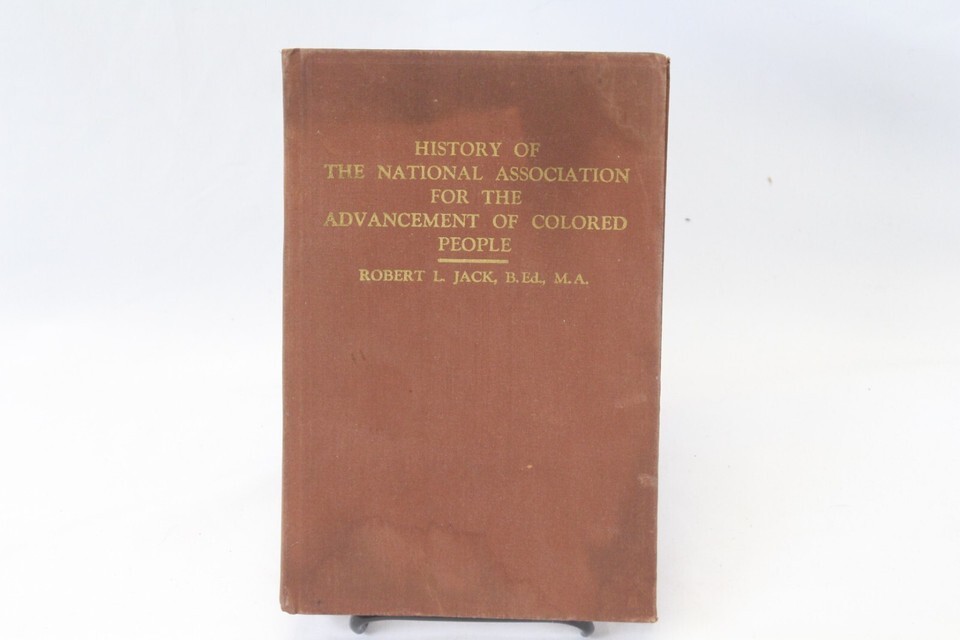 HISTORY OF
THE NATIONAL ASSOCIATION
FOR THE
ADVANCEMENT OF COLORED
PEOPLE
ROBERT L. JACK, B.Ed., M.A.